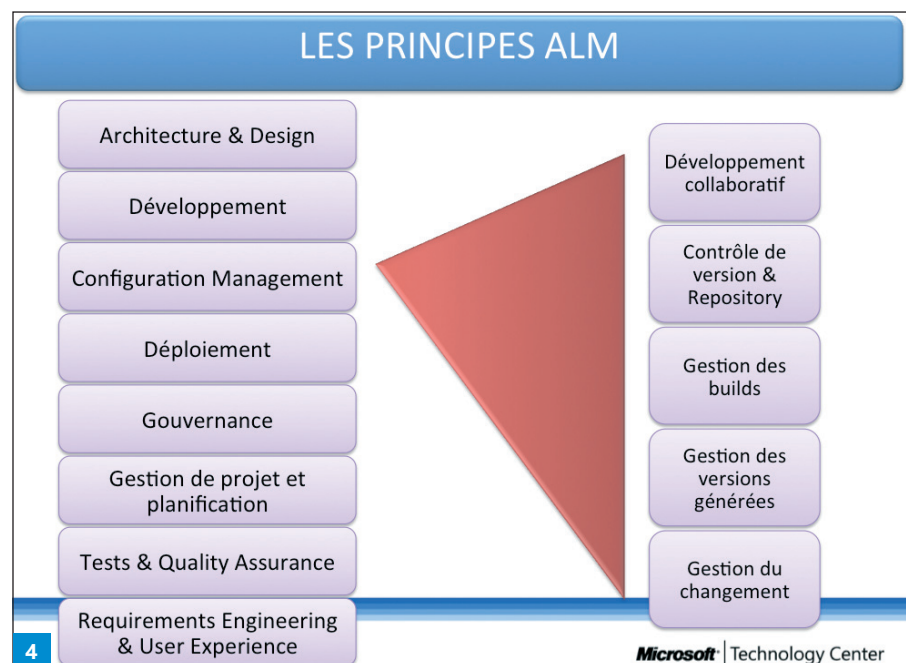 LES PRINCIPES ALM
Architecture & Design
Développement
Configuration Management
Déploiement
Gouvernance
Gestion de projet et
planification
Tests & Quality Assurance
Requirements Engineering
& User Experience
Développement
collaboratif
Contrôle de
version &
Repository
Gestion des
builds
Gestion des
versions
générées
Gestion du
changement
4
Microsoft | Technology Center